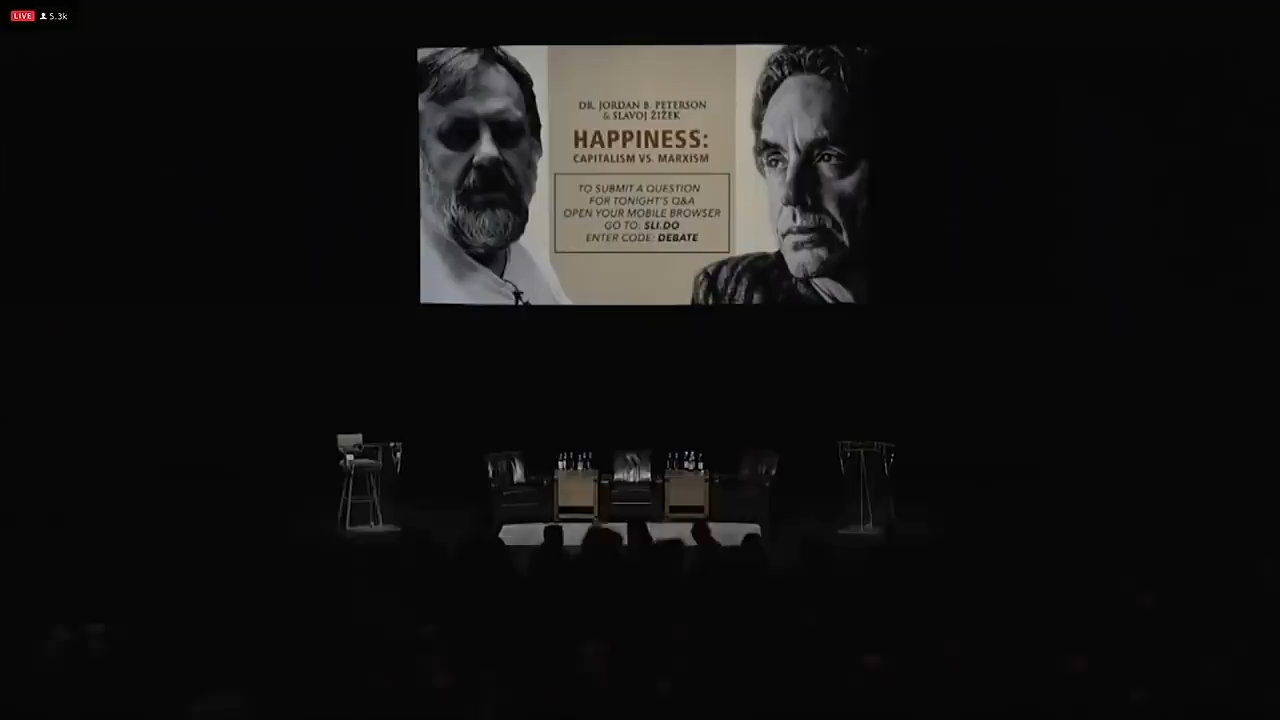 LIVE 5.3k
DR. JORDAN B. PETERSON
& SLAVOJ ŽIŽEK
HAPPINESS:
CAPITALISM VS. MARXISM
TO SUBMIT A QUESTION
FOR TONIGHT'S Q&A
OPEN YOUR MOBILE BROWSER
GO TO: SLI.DO
ENTER CODE: DEBATE